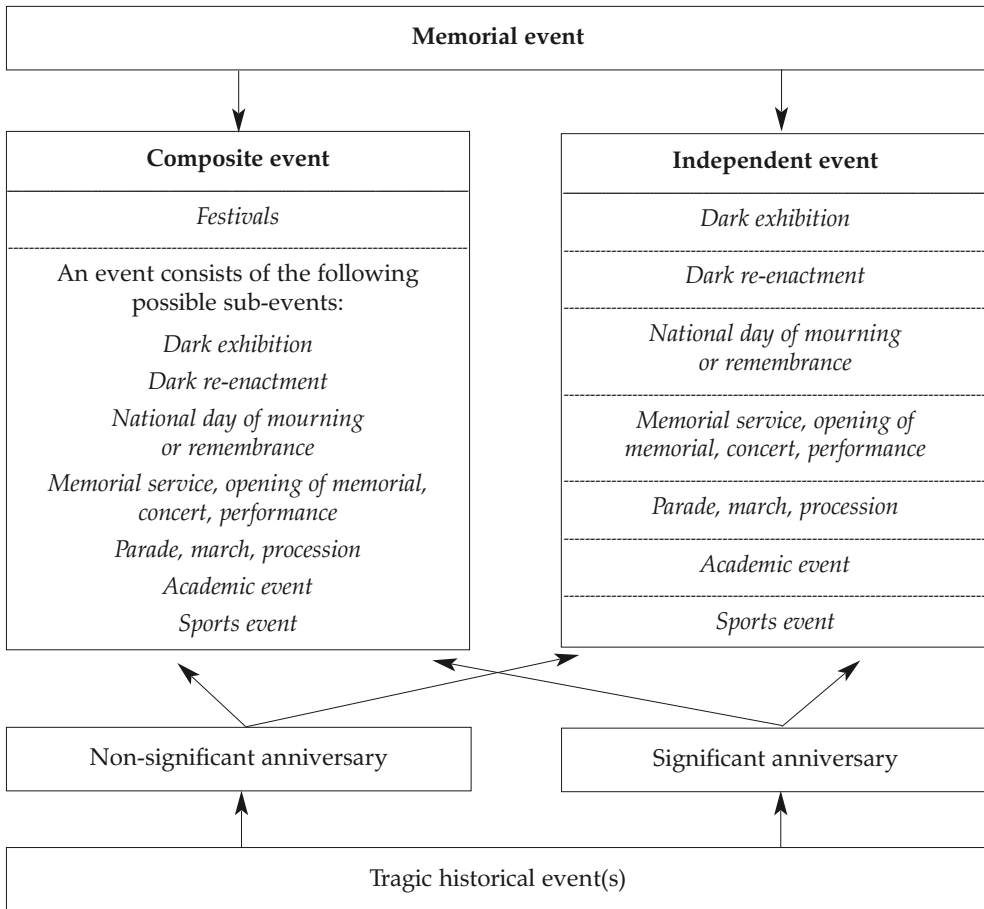 Memorial event
Composite event
Festivals
An event consists of the following
possible sub-events:
Dark exhibition
Dark re-enactment
National day of mourning
or remembrance
Memorial service, opening of memorial,
concert, performance
Parade, march, procession
Academic event
Sports event
Independent event
Dark exhibition
Dark re-enactment
National day of mourning
or remembrance
Memorial service, opening of
memorial, concert, performance
Parade, march, procession
Academic event
Sports event
Non-significant anniversary
Significant anniversary
Tragic historical event(s)